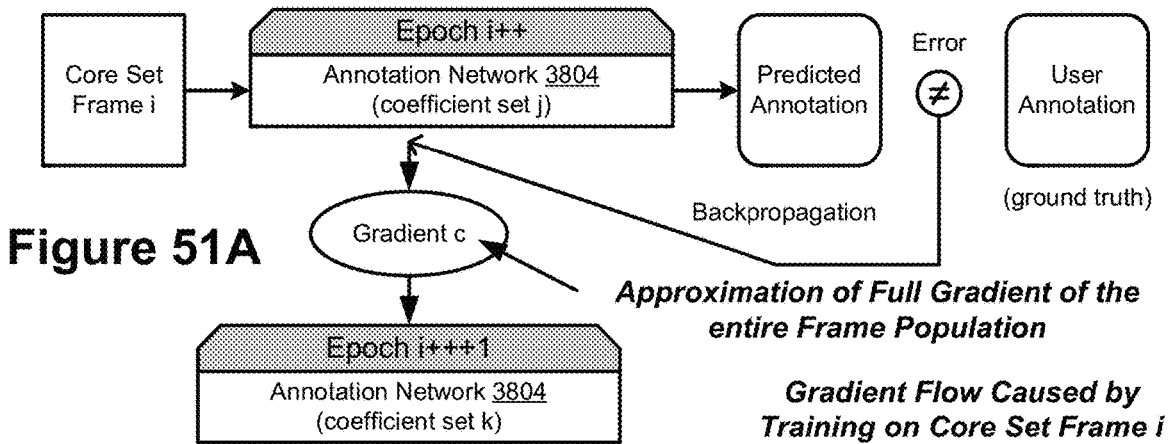 Core Set
Frame i
Epoch i++
Annotation Network 3804
(coefficient set j)
Predicted
Annotation
Error
≠
User
Annotation
(ground truth)
Backpropagation
Gradient c
Figure 51A
Approximation of Full Gradient of the
entire Frame Population
Epoch i+++1
Annotation Network 3804
(coefficient set k)
Gradient Flow Caused by
Training on Core Set Frame i